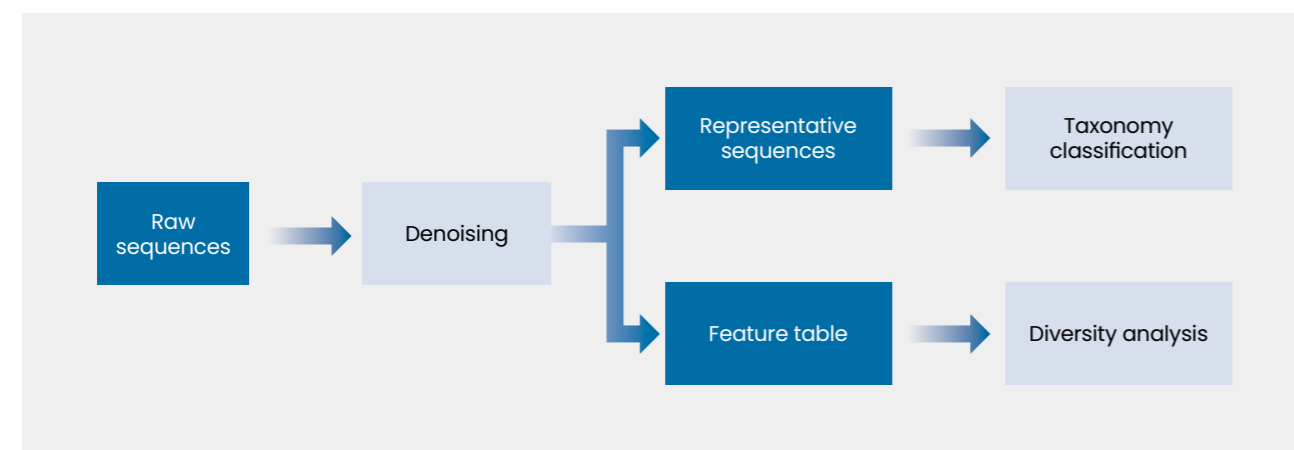 Raw
sequences
Denoising
Representative
sequences
Taxonomy
classification
Feature table
Diversity analysis